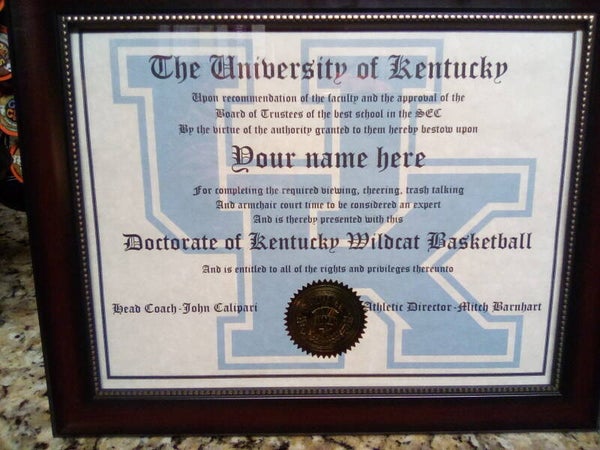 The University of Kentucky
Upon recommendation of the faculty and the approval of the
Board of Trustees of the best school in the SEC
By the virtue of the authority granted to them hereby bestow upon
Your name here
For completing the required viewing, cheering, trash talking
And armchair court time to be considered an expert
And is thereby presented with this
Doctorate of Kentucky Wildcat Basketball
And is entitled to all of the rights and privileges thereunto
Head Coach-John Calipari
Athletic Director-Mitch Barnhart